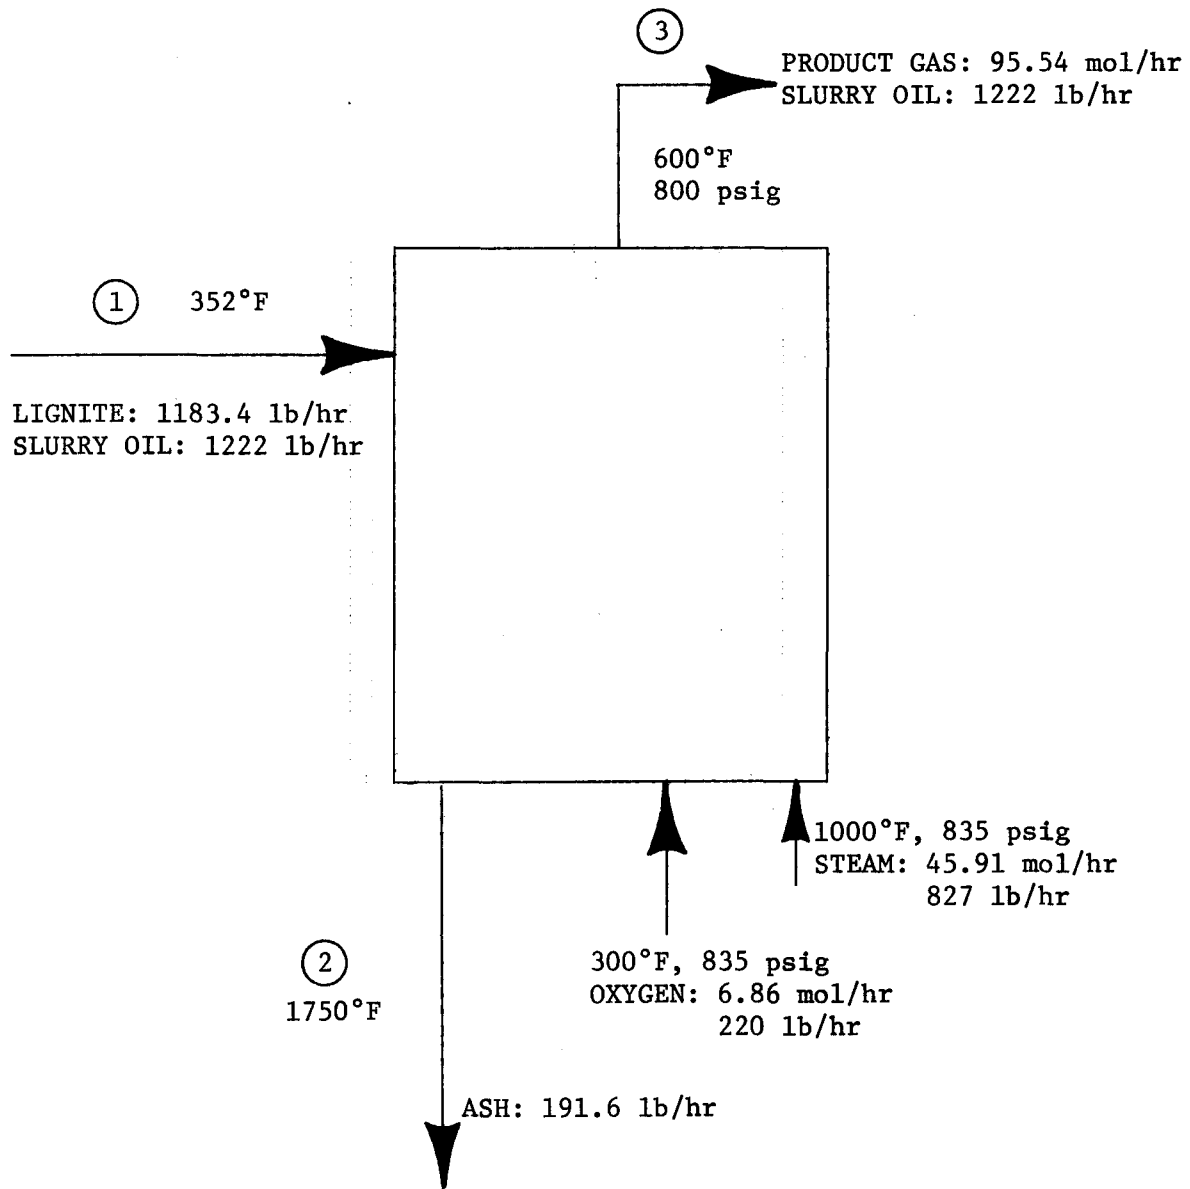 3
PRODUCT GAS: 95.54 mol/hr
SLURRY OIL: 1222 lb/hr
600°F
800 psig
1 352°F
LIGNITE: 1183.4 lb/hr
SLURRY OIL: 1222 lb/hr
1000°F, 835 psig
STEAM: 45.91 mol/hr
827 lb/hr
2
1750°F
300°F, 835 psig
OXYGEN: 6.86 mol/hr
220 lb/hr
ASH: 191.6 lb/hr